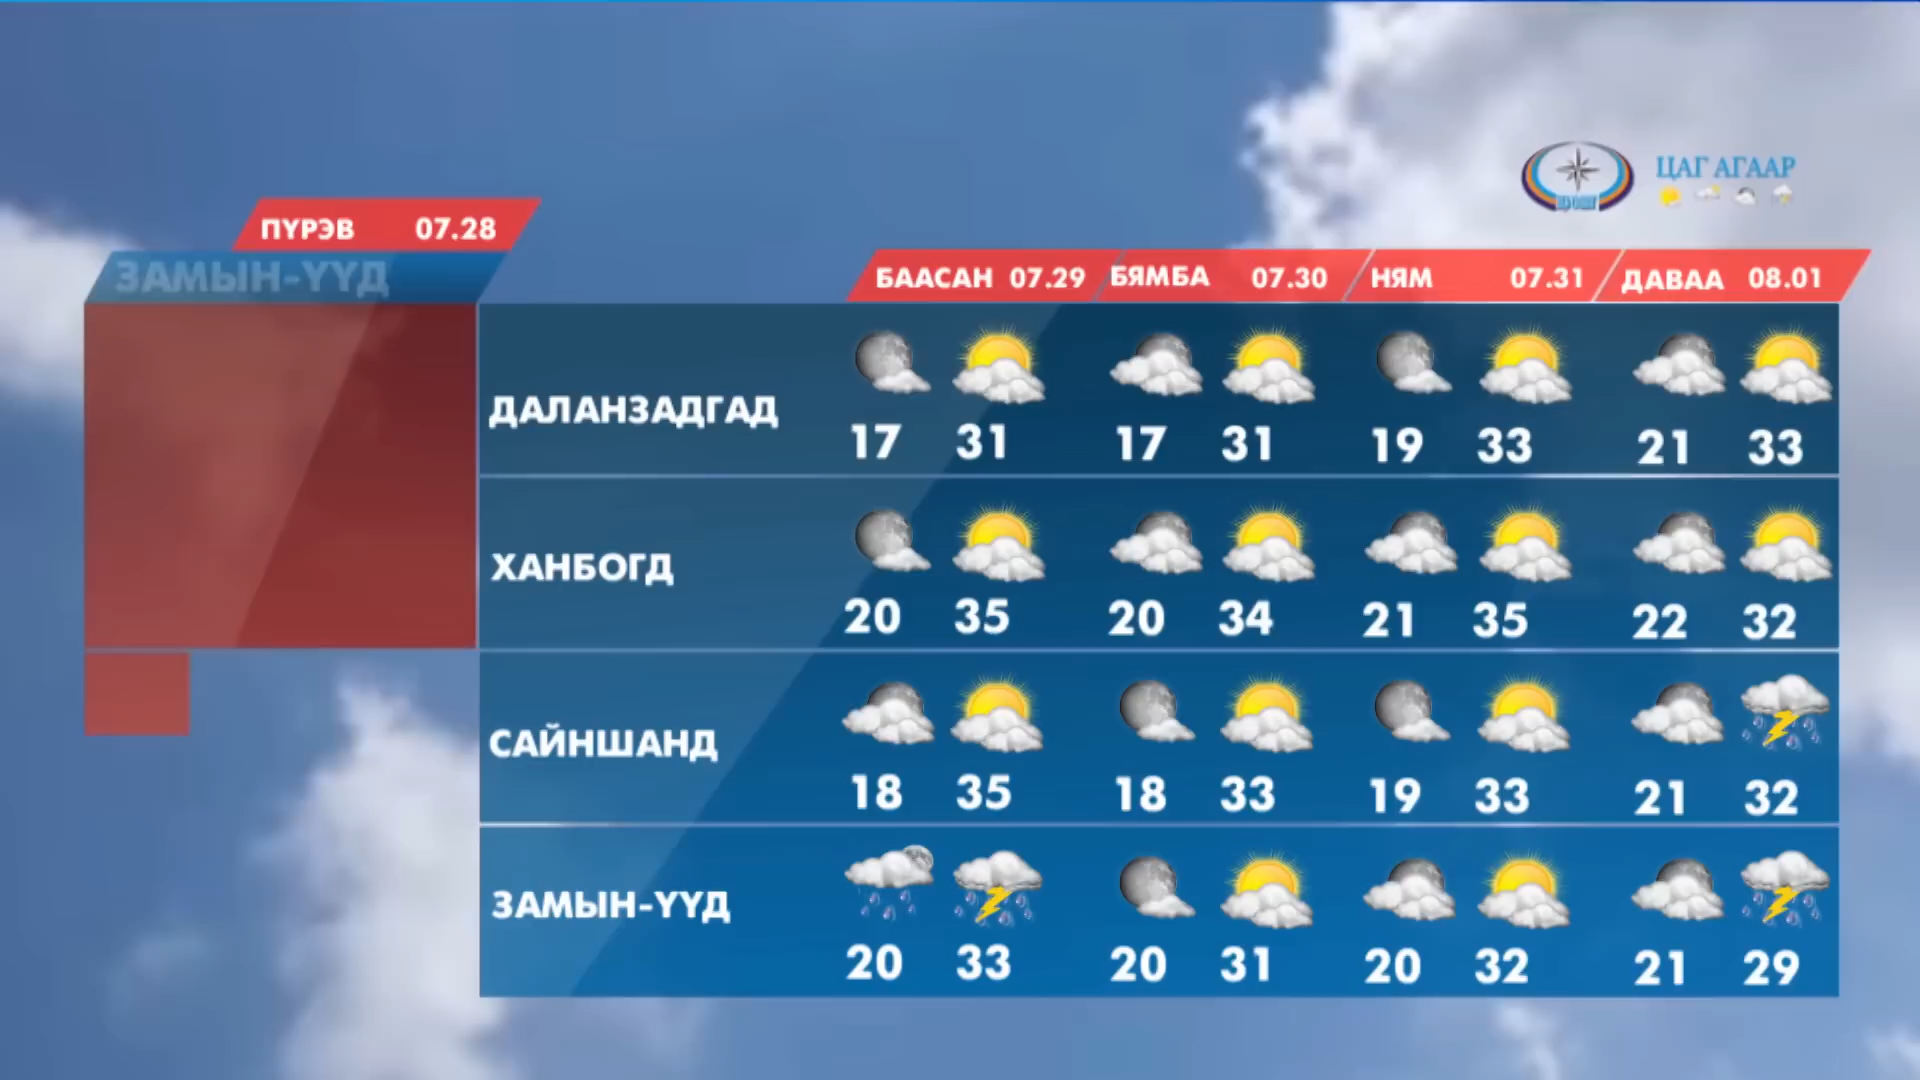 ЦАГ АГААР
ПҮРЭВ 07.28
ЗАМЫН-ҮҮД
БААСАН 07.29 БЯМБА 07.30 НЯМ 07.31 ДАВАА 08.01
ДАЛАНЗАДГАД 17 31 17 31 19 33 21 33
ХАНБОГД 20 35 20 34 21 35 22 32
САЙНШАНД 18 35 18 33 19 33 21 32
ЗАМЫН-ҮҮД 20 33 20 31 20 32 21 29